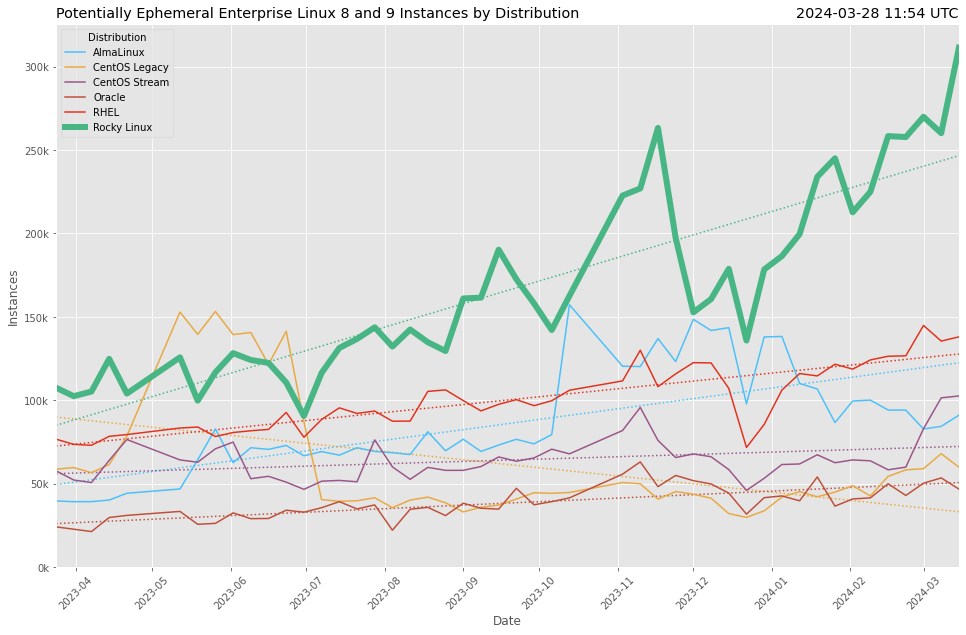 Potentially Ephemeral Enterprise Linux 8 and 9 Instances by Distribution
2024-03-28 11:54 UTC
Distribution
AlmaLinux
CentOS Legacy
CentOS Stream
Oracle
RHEL
Rocky Linux
300k
250k
200k
150k
100k
50k
0k
Instances
2023-04
2023-05
2023-06
2023-07
2023-08
2023-09
2023-10
2023-11
2023-12
2024-01
2024-02
2024-03
Date